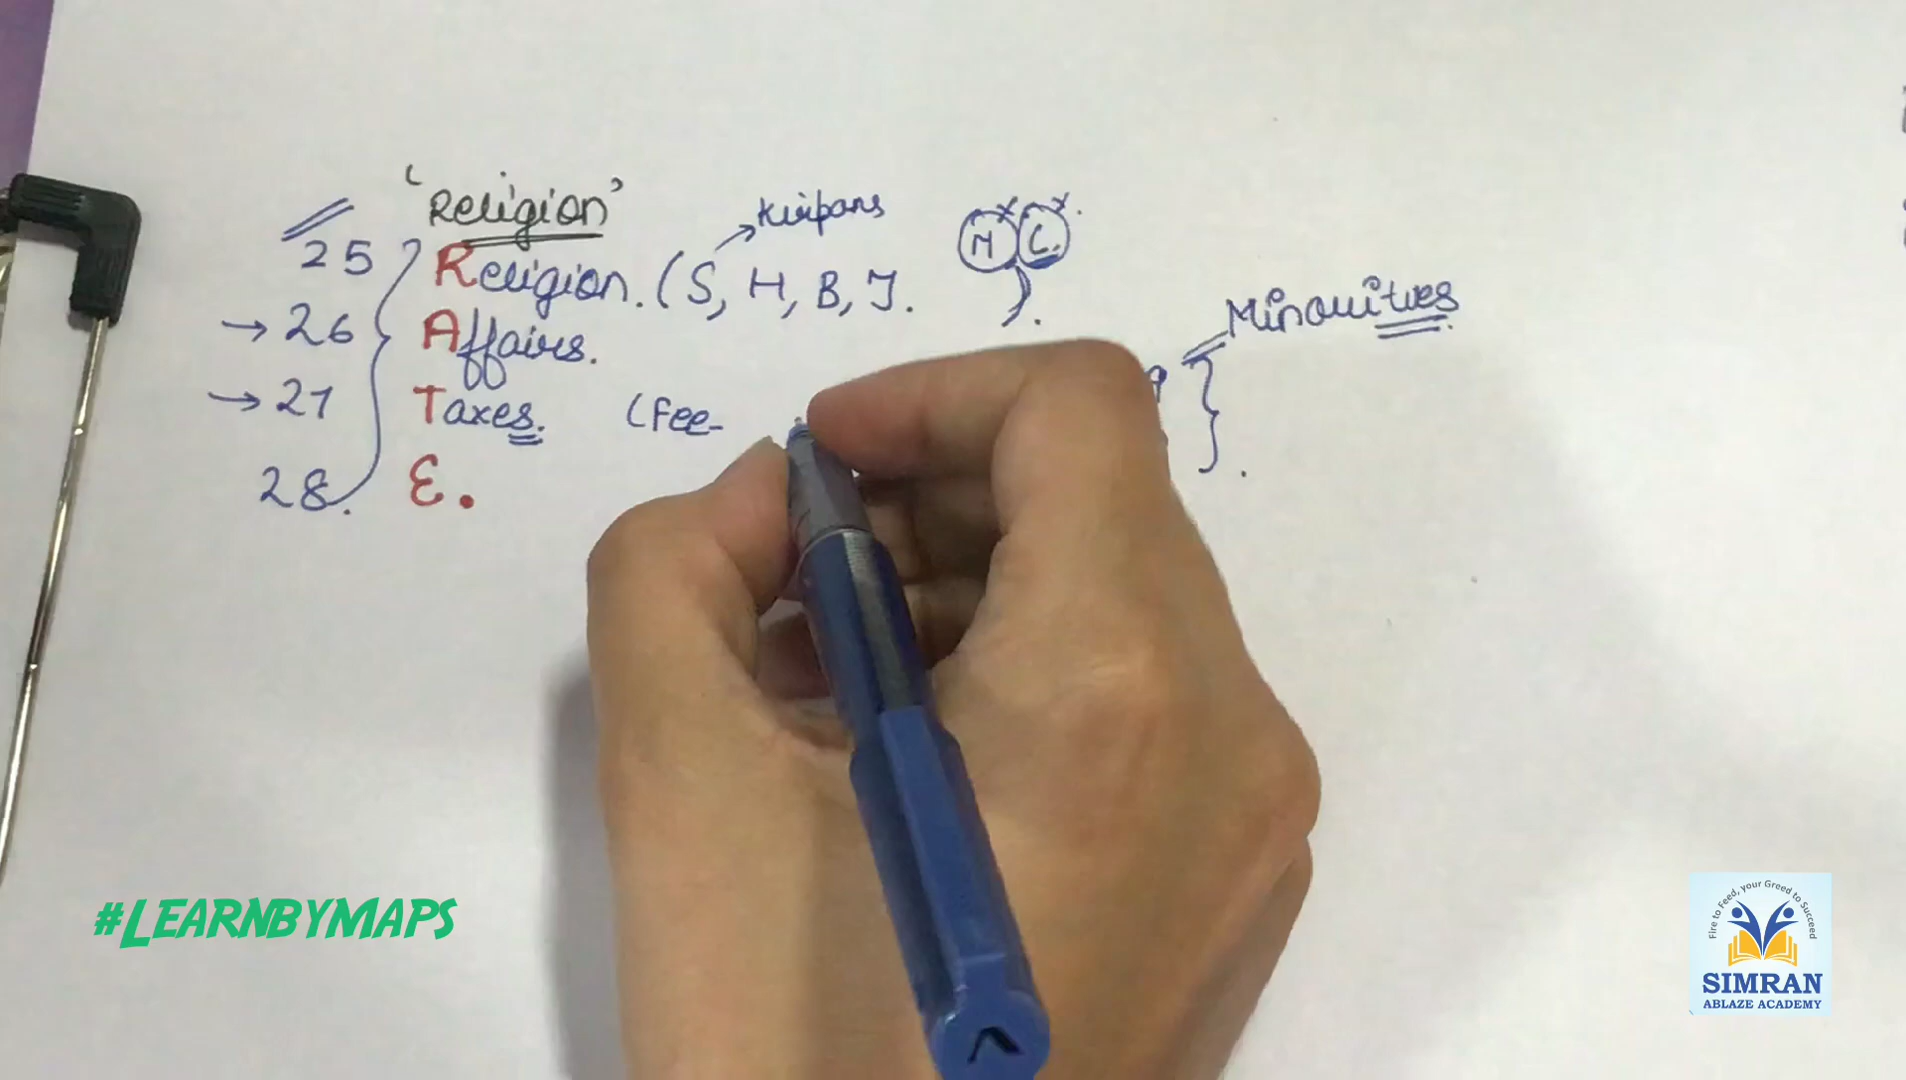 'Religion'
Kirpans
25 Religion. (S, H, B, J. M C. ).
→ 26 Affairs.
Minorities
→ 27 Taxes. (Fee-
28. E.
#LEARNBYMAPS
Fire to Feed, your Greed to Succeed
SIMRAN
ABLAZE ACADEMY